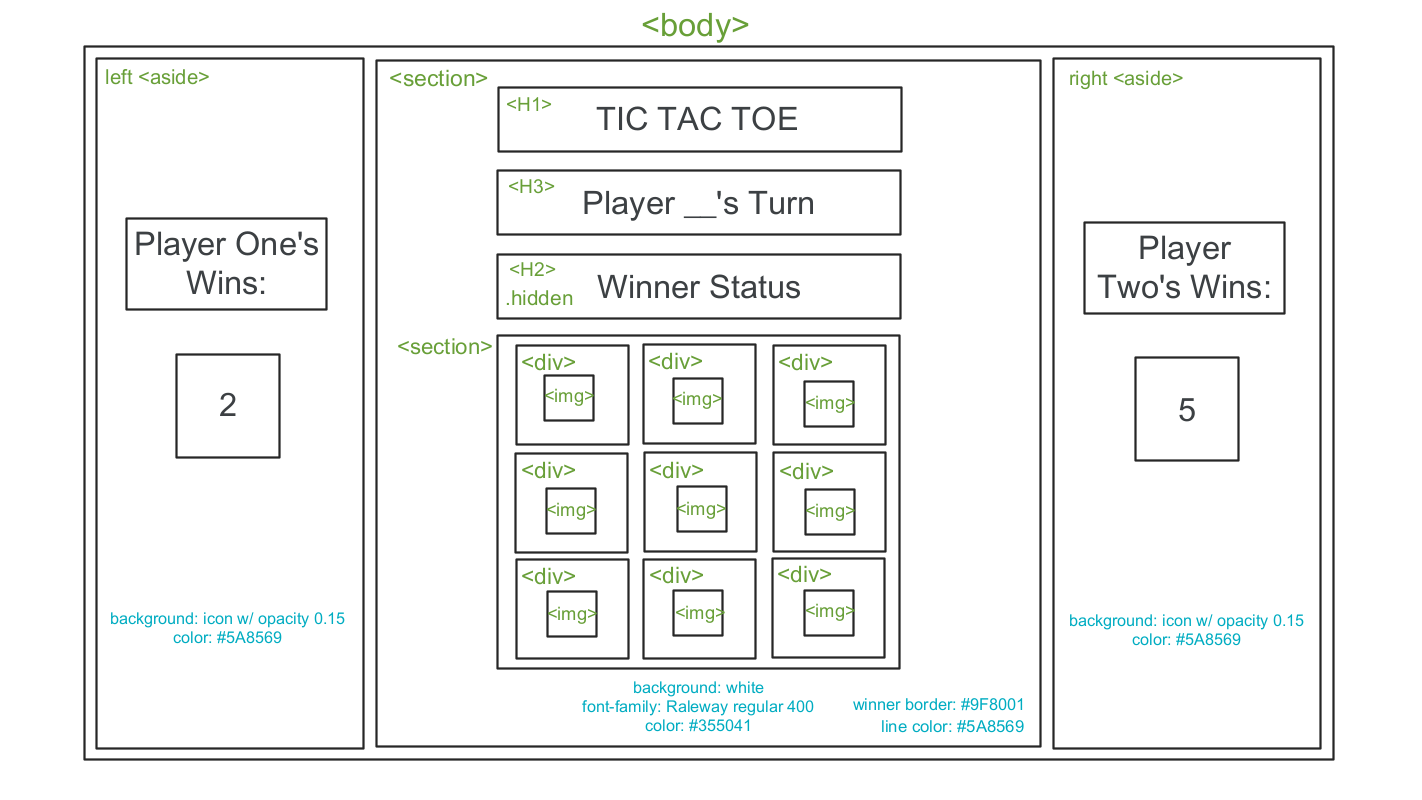 <body>
left <aside>
Player One's
Wins:
2
background: icon w/ opacity 0.15
color: #5A8569
<section>
<H1>
TIC TAC TOE
<H3>
Player __'s Turn
<H2>
.hidden
Winner Status
<section>
<div>
<img>
<div>
<img>
<div>
<img>
<div>
<img>
<div>
<img>
<div>
<img>
<div>
<img>
<div>
<img>
<div>
<img>
background: white
font-family: Raleway regular 400
color: #355041
winner border: #9F8001
line color: #5A8569
right <aside>
Player
Two's Wins:
5
background: icon w/ opacity 0.15
color: #5A8569